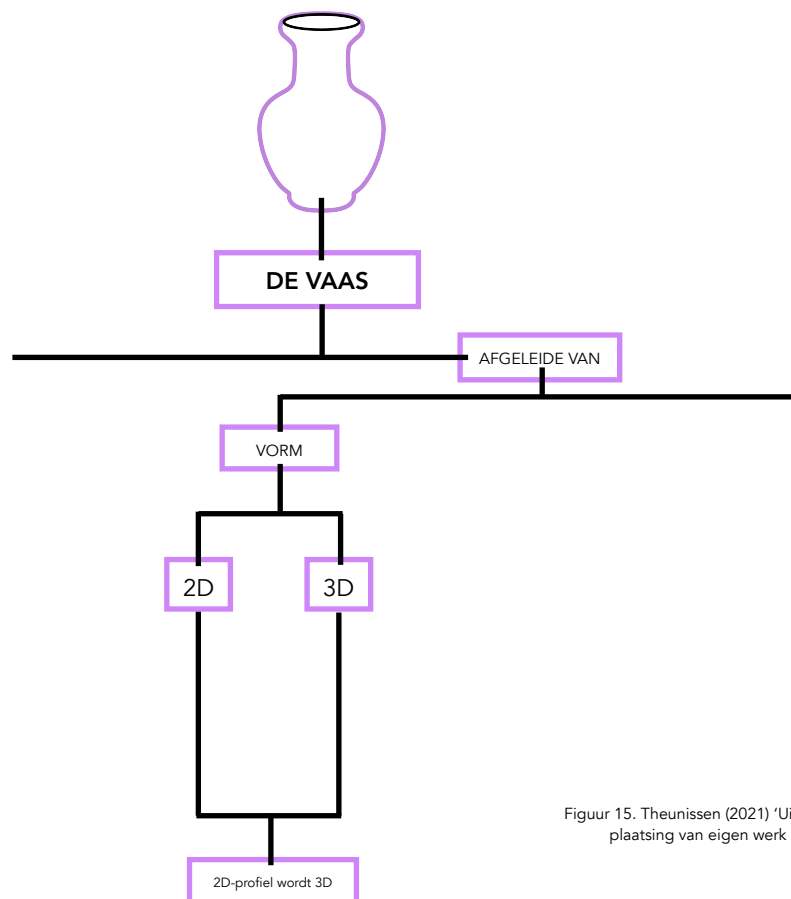 DE VAAS
AFGELEIDE VAN
VORM
2D
3D
Figuur 15. Theunissen (2021)
plaatsing van eigen werk
2D-profiel wordt 3D